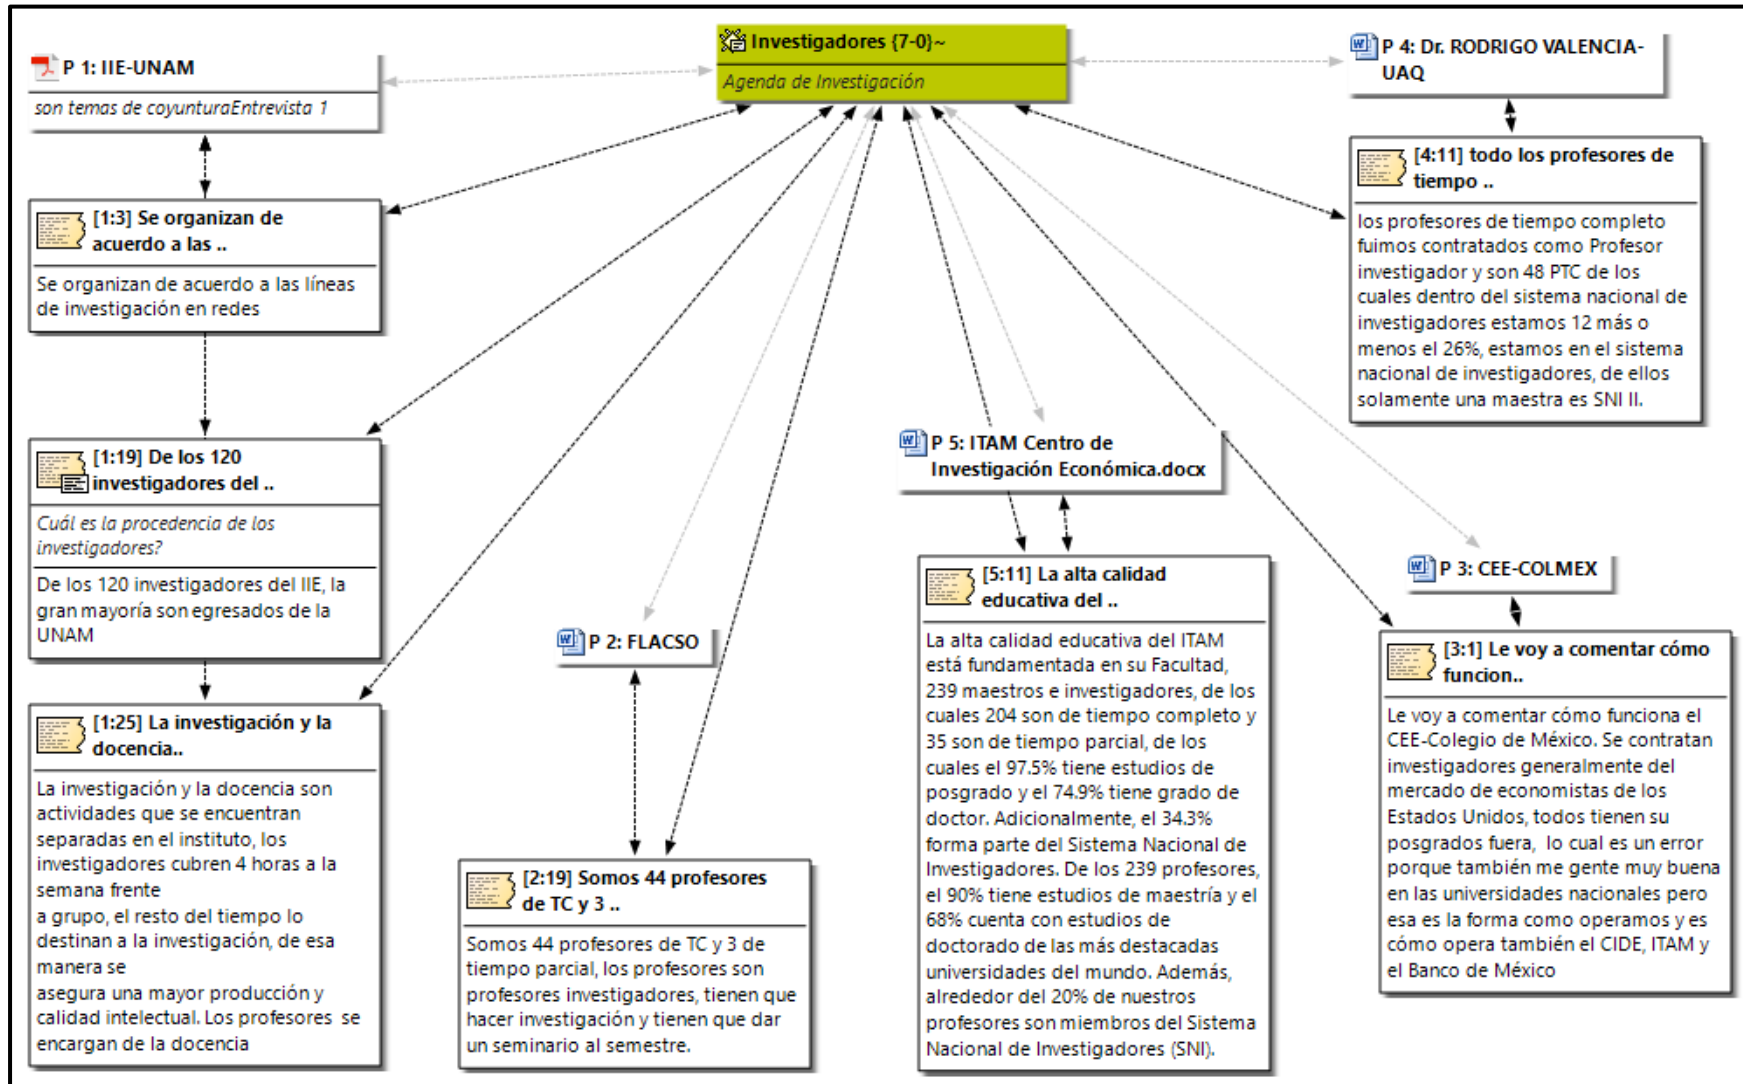 Investigadores {7-0}~
Agenda de Investigación
P 1: IIE-UNAM
son temas de coyunturaEntrevista 1
[1:3] Se organizan de
acuerdo a las ..
Se organizan de acuerdo a las líneas
de investigación en redes
[1:19] De los 120
investigadores del ..
Cuál es la procedencia de los
investigadores?
De los 120 investigadores del IIE, la
gran mayoría son egresados de la
UNAM
[1:25] La investigación y la
docencia..
La investigación y la docencia son
actividades que se encuentran
separadas en el instituto, los
investigadores cubren 4 horas a la
semana frente
a grupo, el resto del tiempo lo
destinan a la investigación, de esa
manera se
asegura una mayor producción y
calidad intelectual. Los profesores se
encargan de la docencia
P 2: FLACSO
[2:19] Somos 44 profesores
de TC y 3 ..
Somos 44 profesores de TC y 3 de
tiempo parcial, los profesores son
profesores investigadores, tienen que
hacer investigación y tienen que dar
un seminario al semestre.
P 5: ITAM Centro de
Investigación Económica.docx
[5:11] La alta calidad
educativa del ..
La alta calidad educativa del ITAM
está fundamentada en su Facultad,
239 maestros e investigadores, de los
cuales 204 son de tiempo completo y
35 son de tiempo parcial, de los
cuales el 97.5% tiene estudios de
posgrado y el 74.9% tiene grado de
doctor. Adicionalmente, el 34.3%
forma parte del Sistema Nacional de
Investigadores. De los 239 profesores,
el 90% tiene estudios de maestría y el
68% cuenta con estudios de
doctorado de las más destacadas
universidades del mundo. Además,
alrededor del 20% de nuestros
profesores son miembros del Sistema
Nacional de Investigadores (SNI).
P 4: Dr. RODRIGO VALENCIA-
UAQ
[4:11] todo los profesores de
tiempo ..
los profesores de tiempo completo
fuimos contratados como Profesor
investigador y son 48 PTC de los
cuales dentro del sistema nacional de
investigadores estamos 12 más o
menos el 26%, estamos en el sistema
nacional de investigadores, de ellos
solamente una maestra es SNI II.
P 3: CEE-COLMEX
[3:1] Le voy a comentar cómo
funcion..
Le voy a comentar cómo funciona el
CEE-Colegio de México. Se contratan
investigadores generalmente del
mercado de economistas de los
Estados Unidos, todos tienen su
posgrados fuera, lo cual es un error
porque también me gente muy buena
en las universidades nacionales pero
esa es la forma como operamos y es
cómo opera también el CIDE, ITAM y
el Banco de México